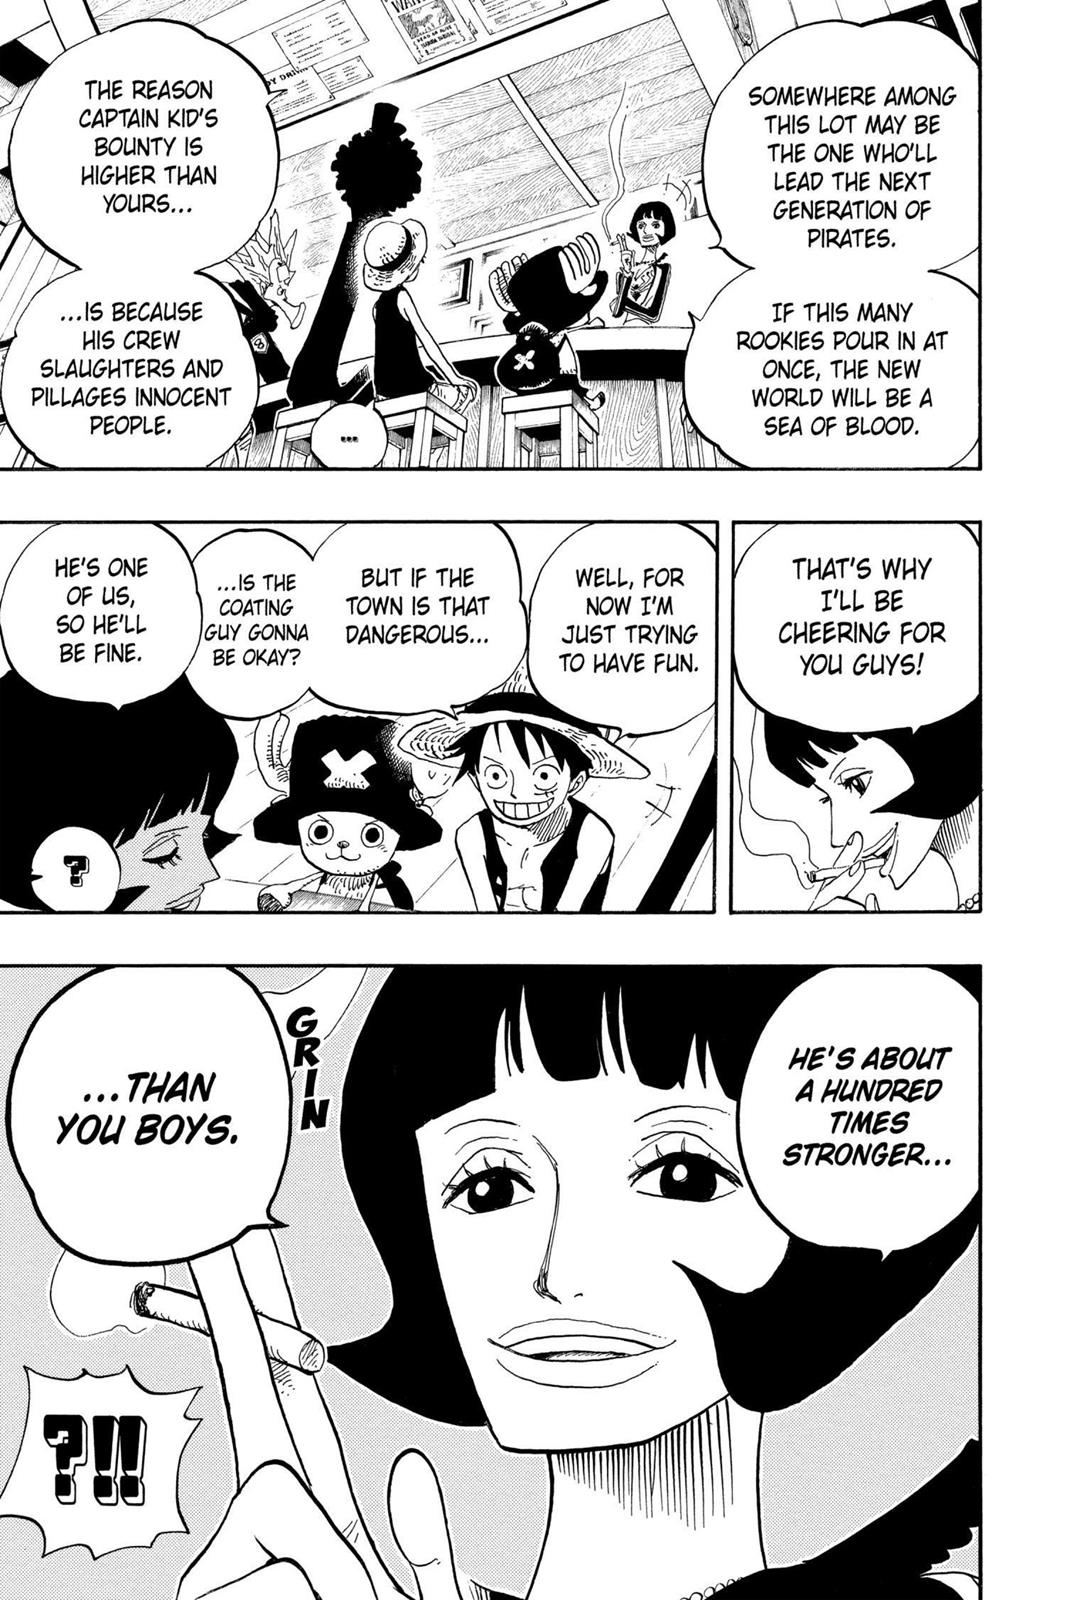 SOMEWHERE AMONG
THIS LOT MAY BE
THE ONE WHO'LL
LEAD THE NEXT
GENERATION OF
PIRATES.
IF THIS MANY
ROOKIES POUR IN AT
ONCE, THE NEW
WORLD WILL BE A
SEA OF BLOOD.
WANT
DEAD OR ALIVE
Y DRIN
THE REASON
CAPTAIN KID'S
BOUNTY IS
HIGHER THAN
YOURS...
...IS BECAUSE
HIS CREW
SLAUGHTERS AND
PILLAGES INNOCENT
PEOPLE.
...
THAT'S WHY
I'LL BE
CHEERING FOR
YOU GUYS!
WELL, FOR
NOW I'M
JUST TRYING
TO HAVE FUN.
BUT IF THE
TOWN IS THAT
DANGEROUS...
...IS THE
COATING
GUY GONNA
BE OKAY?
HE'S ONE
OF US,
SO HE'LL
BE FINE.
?
HE'S ABOUT
A HUNDRED
TIMES
STRONGER...
GRIN
...THAN
YOU BOYS.
?!!